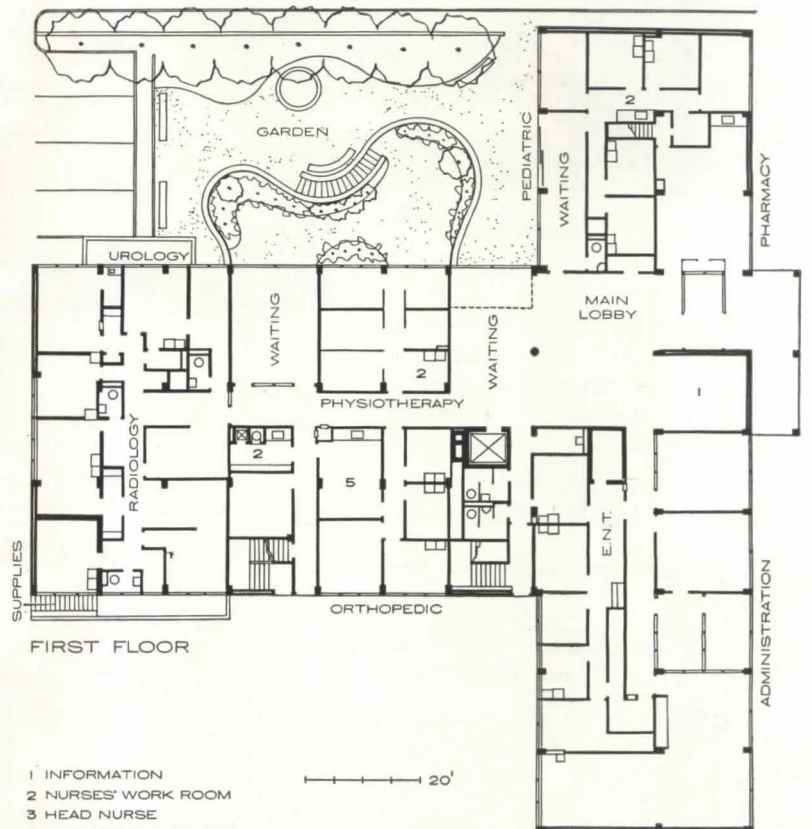 GARDEN
PEDIATRIC
WAITING
2
PHARMACY
UROLOGY
WAITING
WAITING
MAIN
LOBBY
2
1
PHYSIOTHERAPY
2
5
RADIOLOGY
E.N.T.
SUPPLIES
ORTHOPEDIC
ADMINISTRATION
FIRST FLOOR
1 INFORMATION
2 NURSES' WORK ROOM
3 HEAD NURSE
20'